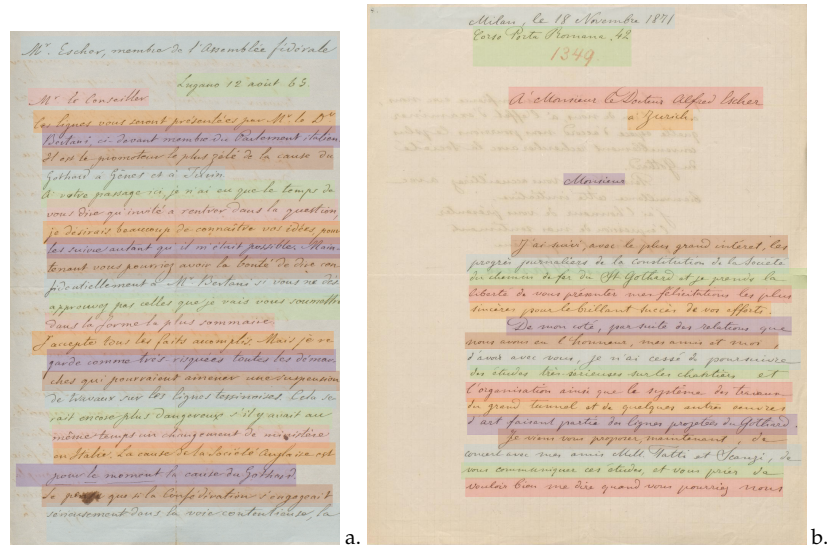 Mr. Escher, membre de l'Assemblée fédérale
Lugano 12 août 65.
Mr. le Conseiller
Ces lignes vous seront présentées par Mr. le Dr.
Bertani, ci-devant membre du Parlement italien.
Il est le promoteur le plus zélé de la cause du
Gothard à Gênes et à
A votre passage ici, je n'ai eu que le temps de
vous dire qu'invité à rentrer dans la question,
je désirais beaucoup de connaître vos idées pour
les suivre autant qu'il m'était possible. Main-
tenant vous pourriez avoir la bonté de dire con-
fidentiellement à Mr. Bertani si vous ne dés-
approuvez pas celles que je vais vous soumettre
dans la forme la plus sommaire.
J'accepte tous les faits accomplis. Mais je re-
garde comme très risquées toutes les démar-
ches qui pourraient amener une suspension
de travaux sur les lignes tessinoises. Cela se-
rait encore plus dangereux s'il y avait au
même temps un changement de ministère
en Italie. La cause de la Société Anglaise est
pour le moment la cause du Gothard
Je pense que si la Confédération s'engageait
sérieusement dans la voie contentieuse, la
a.
Milan, le 18 Novembre 1871
Corso Porta Romana, 42
1349.
A Monsieur le Docteur Alfred Escher
à Zurich.
Monsieur
J'ai suivi, avec le plus grand intérêt, les
progrès journaliers de la constitution de la Société
du chemin de fer du St Gothard et je prends la
liberté de vous présenter mes félicitations les plus
sincères pour le brillant succès de vos efforts.
De mon coté, par suite des relations que
nous avons eu l'honneur, mes amis et moi
d'avoir avec vous, je n'ai cessé de poursuivre
des études très sérieuses sur les chantiers et
l'organisation ainsi que le système des travaux
du grand tunnel et de quelques autres oeuvres
d'art faisant partie des lignes projetées du Gothard.
Je viens vous proposer, maintenant, de
concert avec mes amis Mess. Tatti et de
vous communiquer ces études, et vous prier de
vouloir bien me dire quand vous pourriez nous
b.